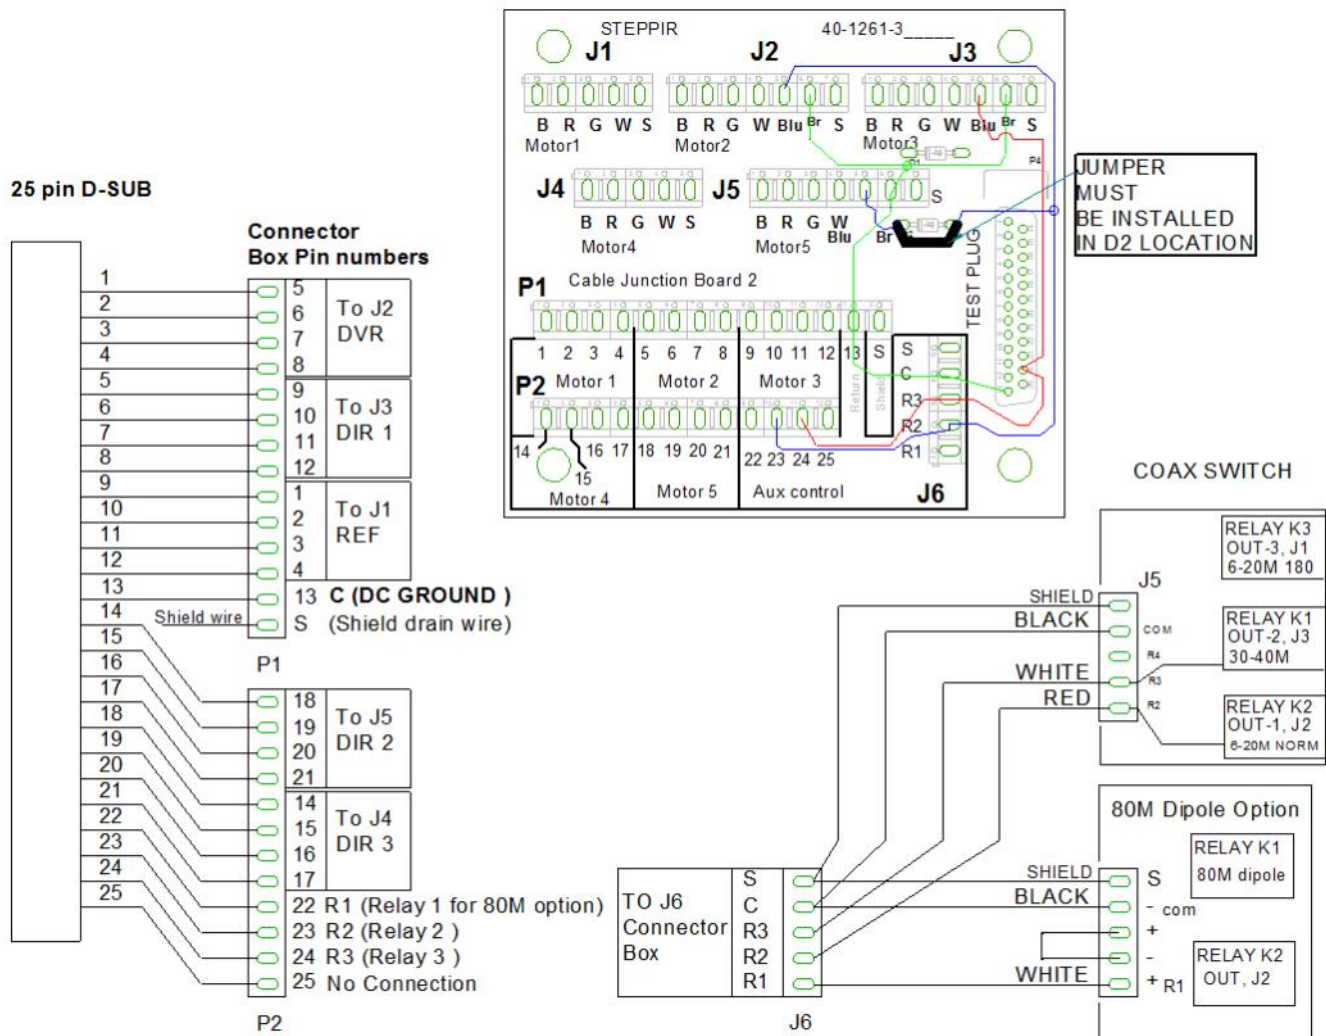 STEPPIR 40-1261-3_____
J1 J2 J3
B R G W S B R G W Blu Br S B R G W Blu Br S
Motor1 Motor2 Motor3
P4
J4 J5 S
B R G W S B R G W Blu Br
Motor4 Motor5
JUMPER
MUST
BE INSTALLED
IN D2 LOCATION
TEST PLUG
P1 Cable Junction Board 2
1 2 3 4 5 6 7 8 9 10 11 12 13 S
P2 Motor 1 Motor 2 Motor 3 Return Shield
S
C
R3
R2
R1
14 15 16 17 18 19 20 21 22 23 24 25
Motor 4 Motor 5 Aux control J6
25 pin D-SUB
Connector
Box Pin numbers
1 5
2 6 To J2
3 7 DVR
4 8
5 9
6 10 To J3
7 11 DIR 1
8 12
9 1
10 2 To J1
11 3 REF
12 4
13 13 C (DC GROUND )
Shield wire S (Shield drain wire)
P1
14 18
15 19 To J5
16 20 DIR 2
17 21
18 14
19 15 To J4
20 16 DIR 3
21 17
22 22 R1 (Relay 1 for 80M option)
23 23 R2 (Relay 2 )
24 24 R3 (Relay 3 )
25 25 No Connection
P2
COAX SWITCH
RELAY K3
OUT-3, J1
6-20M 180
J5
SHIELD
BLACK COM
R4
WHITE R3
RED R2
RELAY K1
OUT-2, J3
30-40M
RELAY K2
OUT-1, J2
6-20M NORM
80M Dipole Option
RELAY K1
80M dipole
SHIELD S
BLACK - com
+
-
WHITE + R1
RELAY K2
OUT, J2
TO J6
Connector
Box
S
C
R3
R2
R1
J6